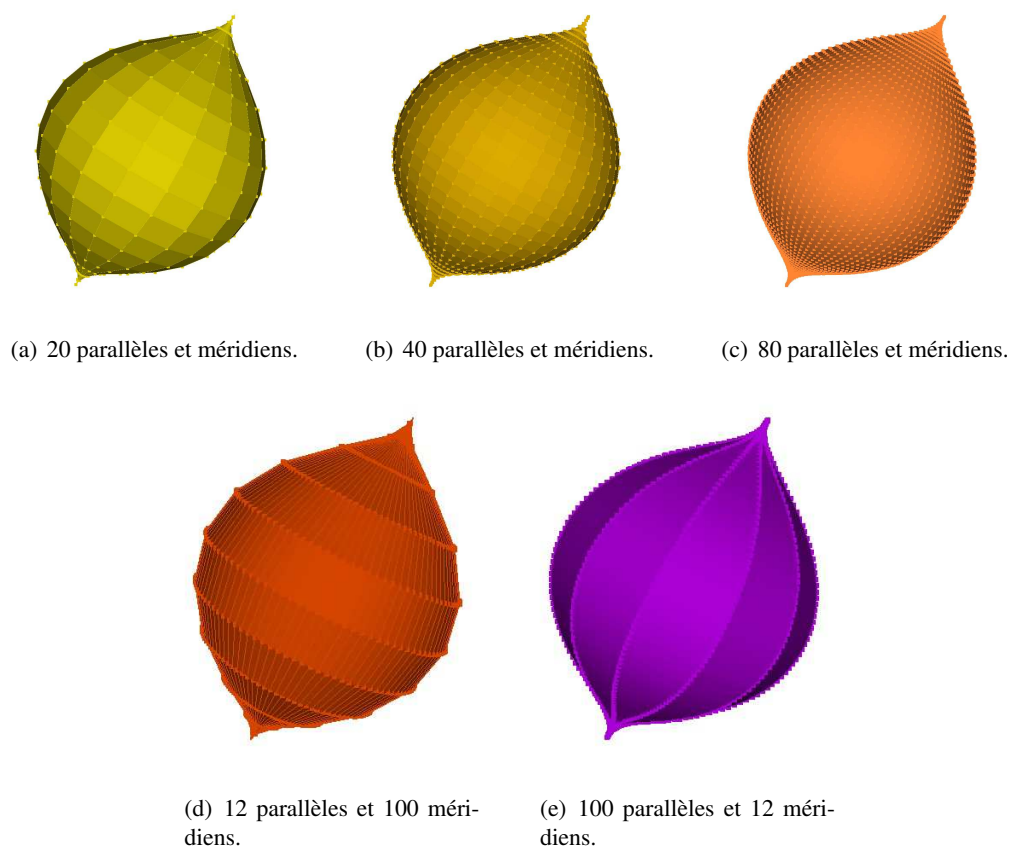 (a) 20 parallèles et méridiens.
(b) 40 parallèles et méridiens.
(c) 80 parallèles et méridiens.
(d) 12 parallèles et 100 méri-
diens.
(e) 100 parallèles et 12 méri-
diens.